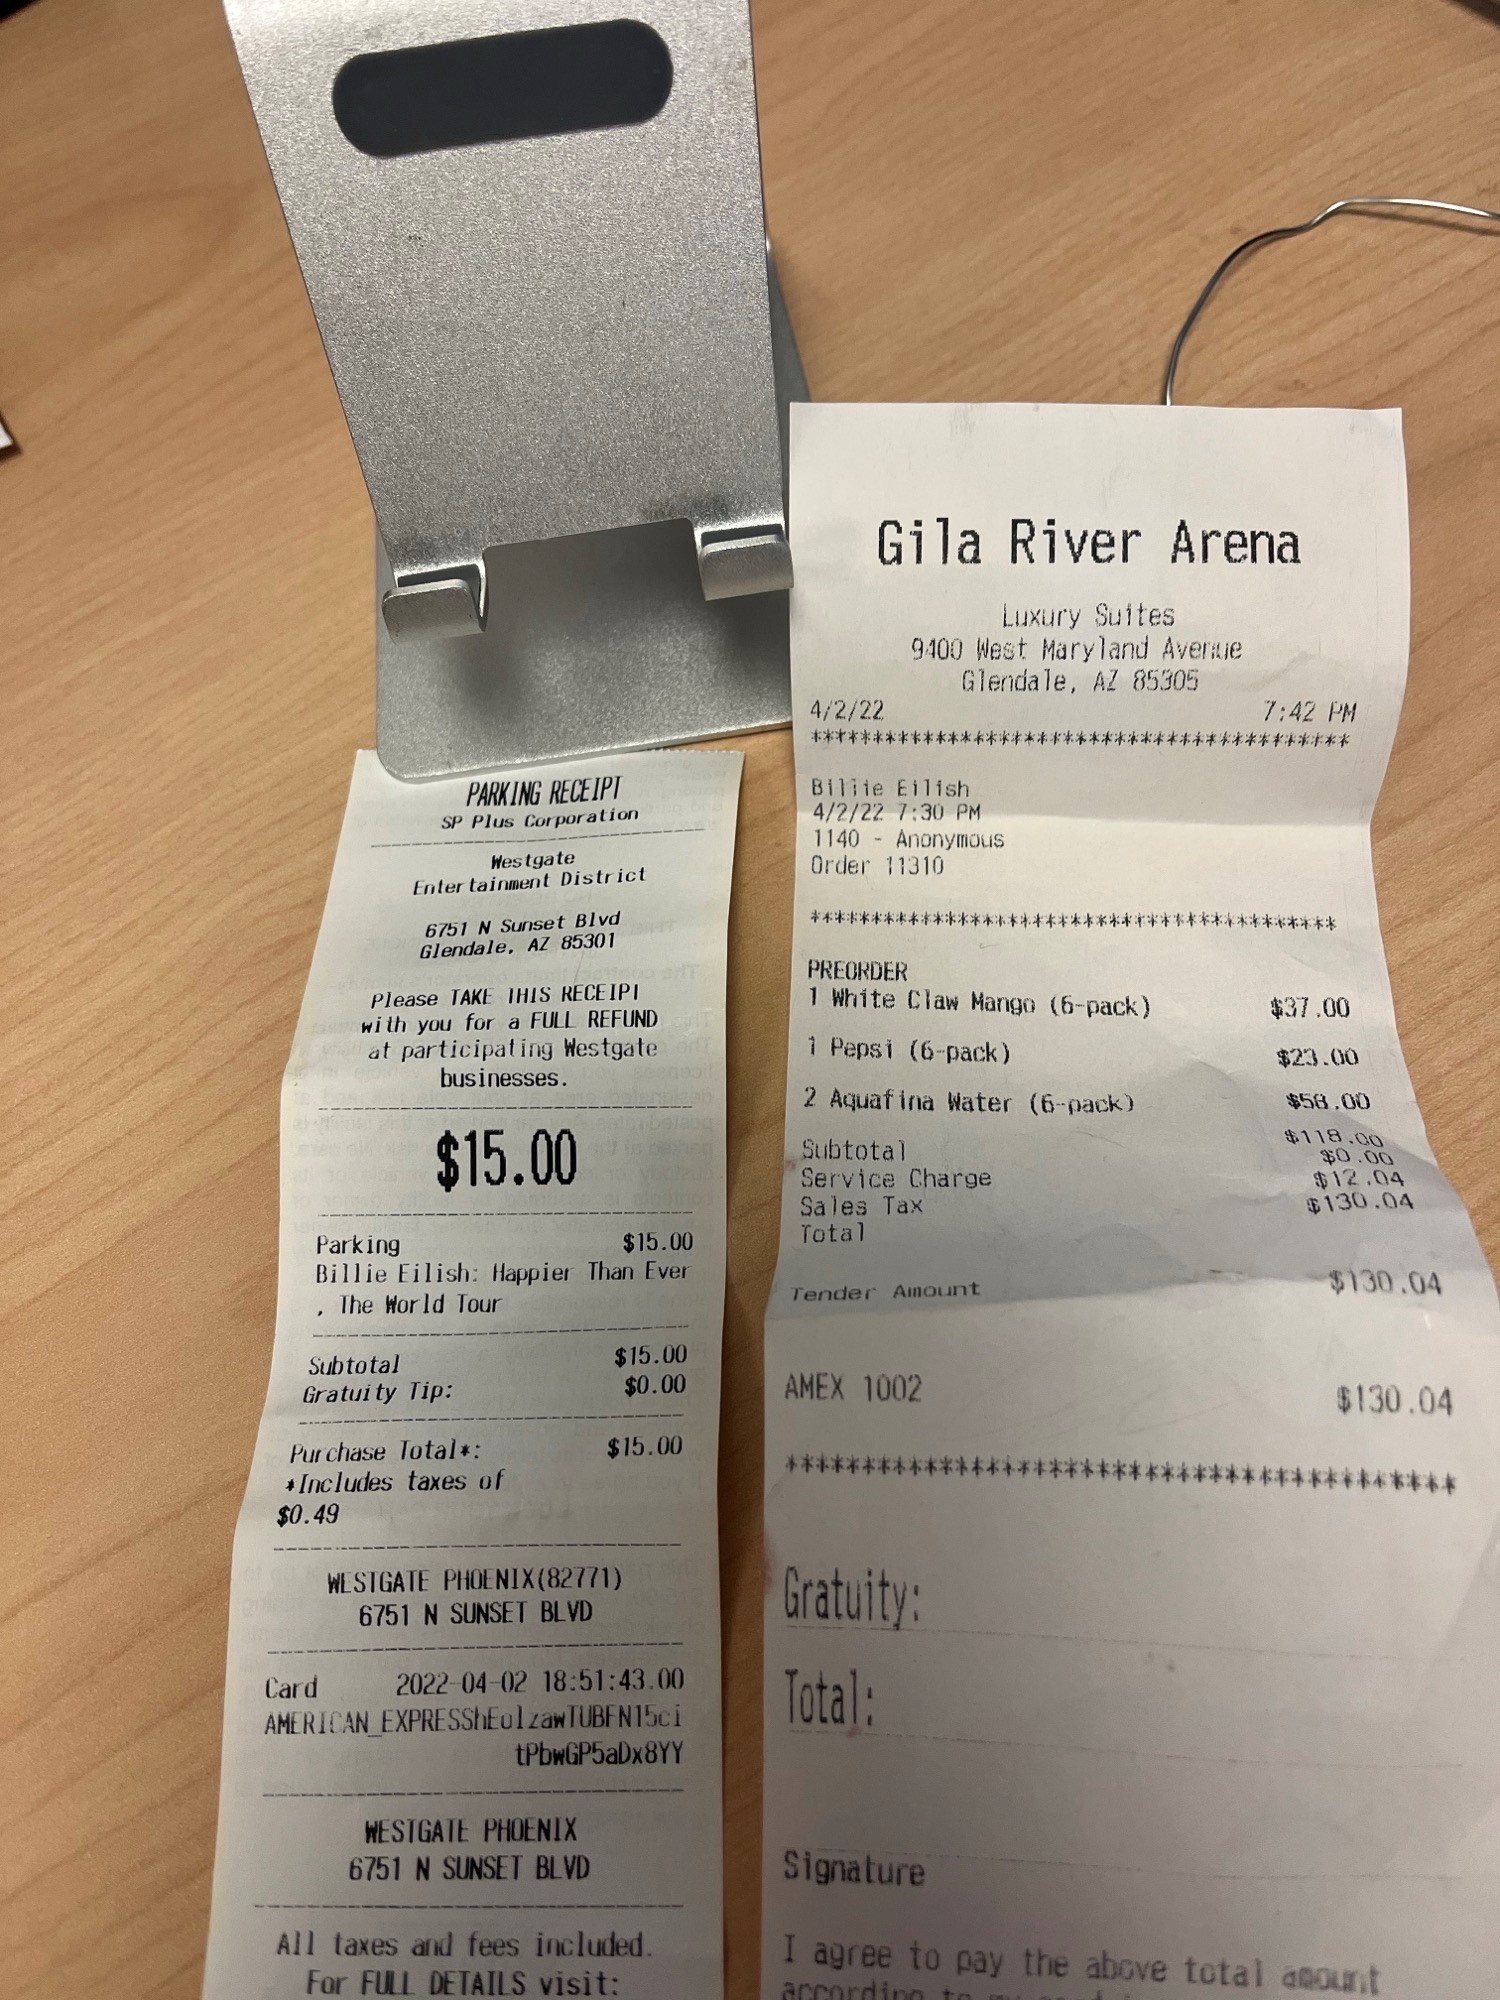 PARKING RECEIPT
SP Plus Corporation
Westgate
Entertainment District
6751 N Sunset Blvd
Glendale, AZ 85301
Please TAKE THIS RECEIPT
with you for a FULL REFUND
at participating Westgate
businesses.
$15.00
Parking $15.00
Billie Eilish: Happier Than Ever
, The World Tour
Subtotal $15.00
Gratuity Tip: $0.00
Purchase Total*: $15.00
*Includes taxes of
$0.49
WESTGATE PHOENIX(82771)
6751 N SUNSET BLVD
Card 2022-04-02 18:51:43.00
AMERICAN_EXPRESShEolzawTUBFN15ci
tPbwGP5aDx8YY
WESTGATE PHOENIX
6751 N SUNSET BLVD
All taxes and fees included.
For FULL DETAILS visit:
Gila River Arena
Luxury Suites
9400 West Maryland Avenue
Glendale, AZ 85305
4/2/22 7:42 PM
********************************************
Billie Eilish
4/2/22 7:30 PM
1140 - Anonymous
Order 11310
********************************************
PREORDER
1 White Claw Mango (6-pack) $37.00
1 Pepsi (6-pack) $23.00
2 Aquafina Water (6-pack) $58.00
Subtotal $118.00
Service Charge $0.00
Sales Tax $12.04
Total $130.04
Tender Amount $130.04
AMEX 1002 $130.04
********************************************
Gratuity:
Total:
Signature
I agree to pay the above total amount
according to my